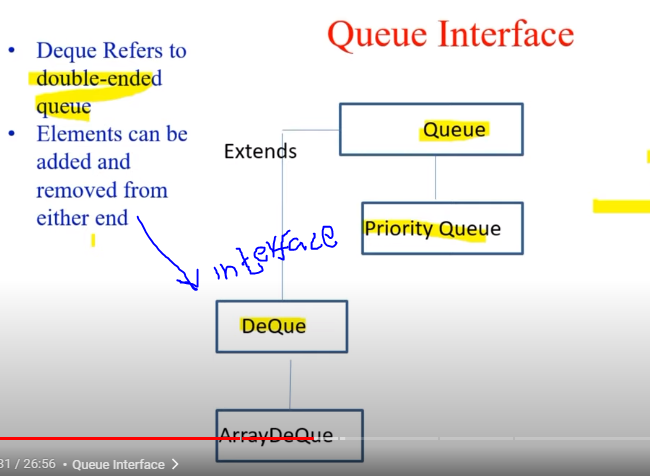 Queue Interface
• Deque Refers to
double-ended
queue
• Elements can be
added and
removed from
either end
Queue
Extends
Priority Queue
interface
DeQue
ArrayDeQue
31 / 26:56 • Queue Interface >